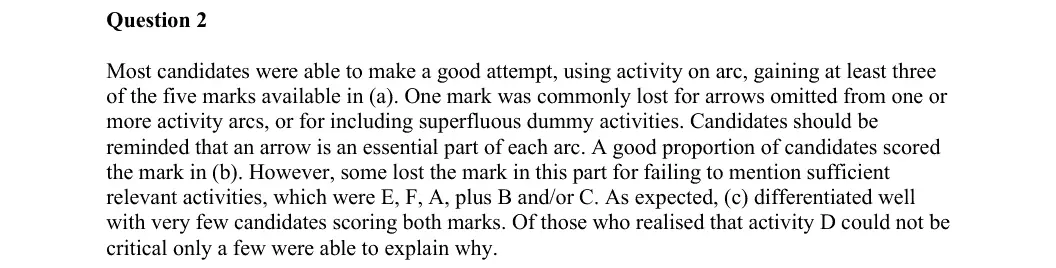 Question 2
Most candidates were able to make a good attempt, using activity on arc, gaining at least three
of the five marks available in (a). One mark was commonly lost for arrows omitted from one or
more activity arcs, or for including superfluous dummy activities. Candidates should be
reminded that an arrow is an essential part of each arc. A good proportion of candidates scored
the mark in (b). However, some lost the mark in this part for failing to mention sufficient
relevant activities, which were E, F, A, plus B and/or C. As expected, (c) differentiated well
with very few candidates scoring both marks. Of those who realised that activity D could not be
critical only a few were able to explain why.